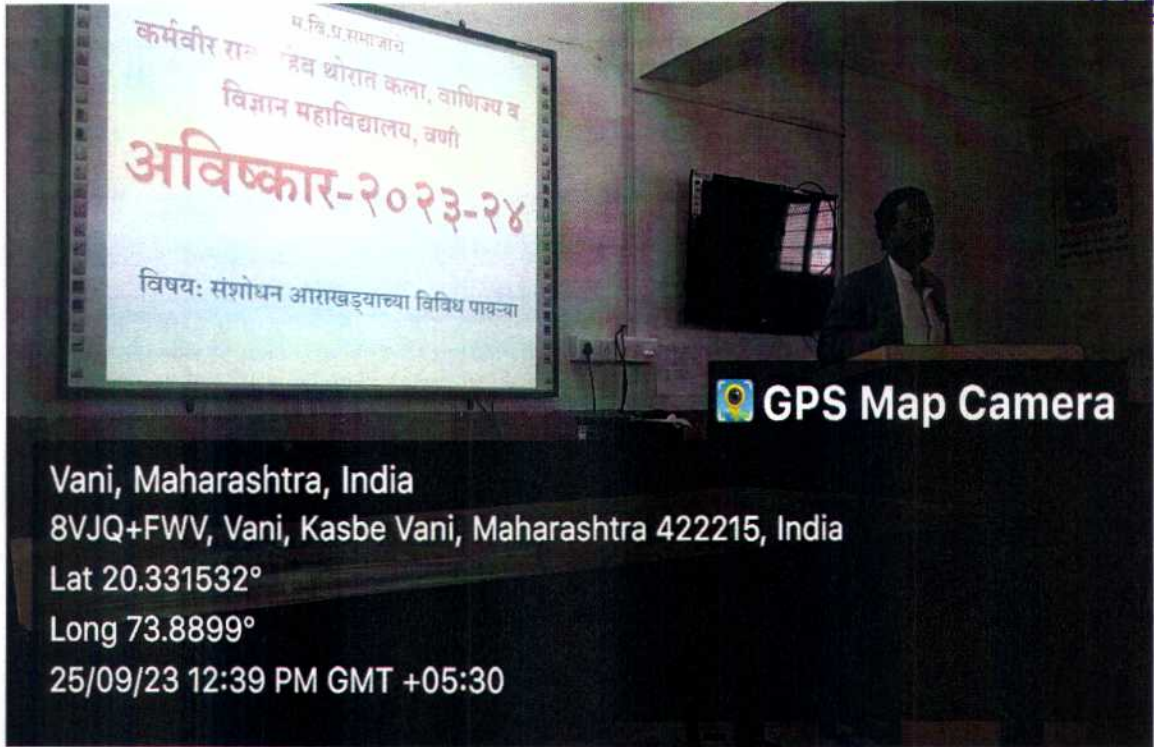 म.वि.प्र.समाजाचे
कर्मवीर थोरात कला, वाणिज्य व
विज्ञान महाविद्यालय, वणी
अविष्कार-२०२३-२४
विषय: संशोधन आराखड्याच्या विविध पायऱ्या
GPS Map Camera
Vani, Maharashtra, India
8VJQ+FWV, Vani, Kasbe Vani, Maharashtra 422215, India
Lat 20.331532°
Long 73.8899°
25/09/23 12:39 PM GMT +05:30